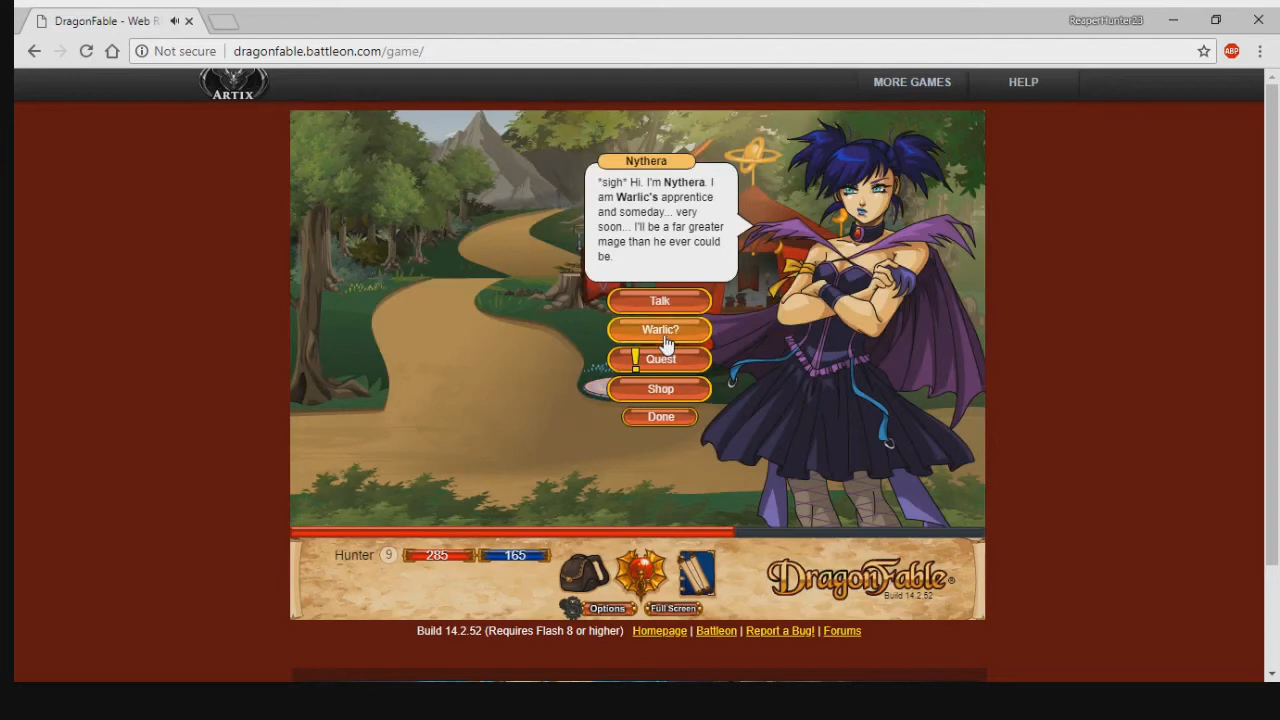 DragonFable - Web R
ReaperHunter23
Not secure
dragonfable.battleon.com/game/
ABP
ARTIX
MORE GAMES
HELP
Nythera
*sigh* Hi. I'm Nythera. I
am Warlic's apprentice
and someday... very
soon... I'll be a far greater
mage than he ever could
be.
Talk
Warlic?
! Quest
Shop
Done
Hunter 9 285 165
DragonFable®
Build 14.2.52
Options
Full Screen
Build 14.2.52 (Requires Flash 8 or higher) Homepage | Battleon | Report a Bug! | Forums